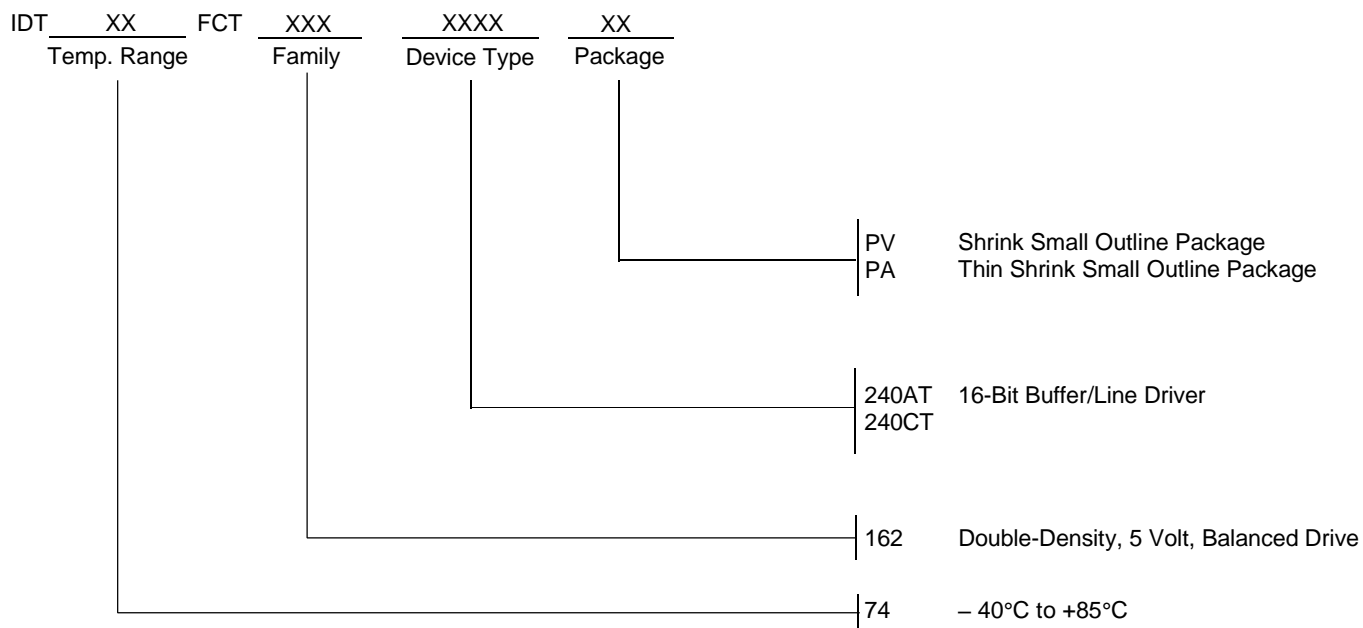 IDT XX FCT XXX XXXX XX
Temp. Range Family Device Type Package
PV Shrink Small Outline Package
PA Thin Shrink Small Outline Package
240AT 16-Bit Buffer/Line Driver
240CT
162 Double-Density, 5 Volt, Balanced Drive
74 – 40°C to +85°C